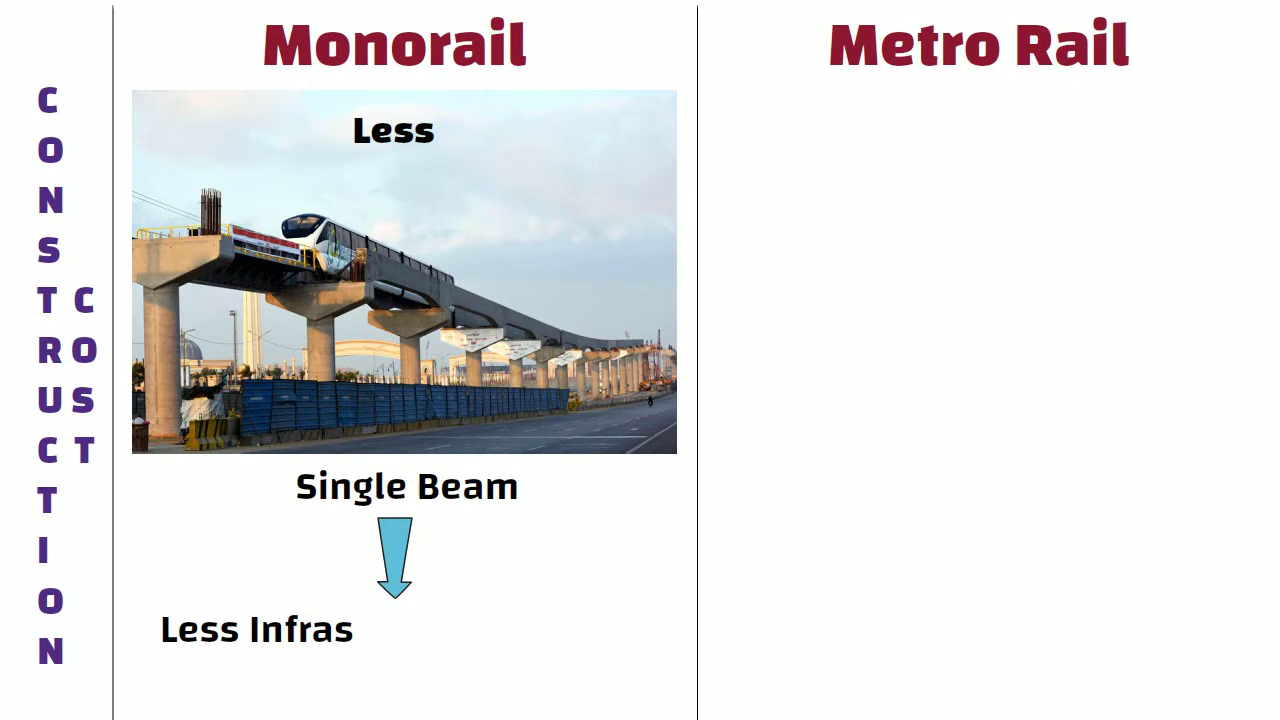 Monorail
Metro Rail
CONSTRUCTION
COST
Less
Single Beam
Less Infras